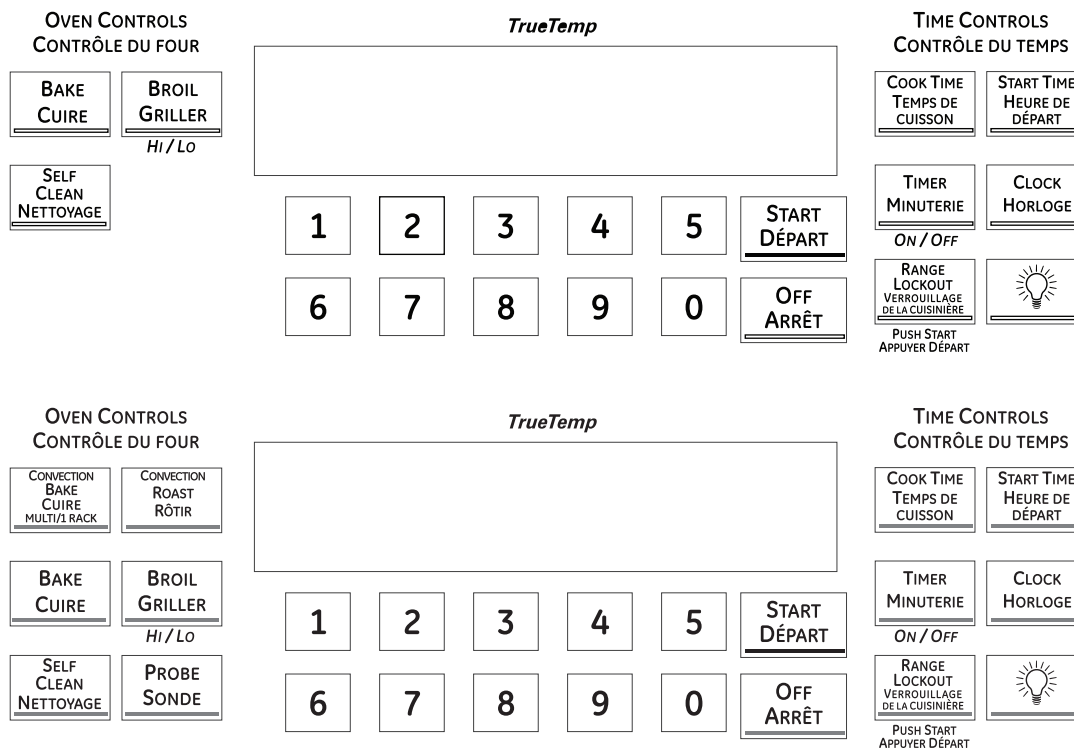 OVEN CONTROLS
CONTRÔLE DU FOUR
BAKE
CUIRE
BROIL
GRILLER
HI / LO
SELF
CLEAN
NETTOYAGE
TrueTemp
1 2 3 4 5
START
DÉPART
6 7 8 9 0
OFF
ARRÊT
TIME CONTROLS
CONTRÔLE DU TEMPS
COOK TIME
TEMPS DE
CUISSON
START TIME
HEURE DE
DÉPART
TIMER
MINUTERIE
ON / OFF
CLOCK
HORLOGE
RANGE
LOCKOUT
VERROUILLAGE
DE LA CUISINIÈRE
PUSH START
APPUYER DÉPART
OVEN CONTROLS
CONTRÔLE DU FOUR
CONVECTION
BAKE
CUIRE
MULTI/1 RACK
CONVECTION
ROAST
RÔTIR
BAKE
CUIRE
BROIL
GRILLER
HI / LO
SELF
CLEAN
NETTOYAGE
PROBE
SONDE
TrueTemp
1 2 3 4 5
START
DÉPART
6 7 8 9 0
OFF
ARRÊT
TIME CONTROLS
CONTRÔLE DU TEMPS
COOK TIME
TEMPS DE
CUISSON
START TIME
HEURE DE
DÉPART
TIMER
MINUTERIE
ON / OFF
CLOCK
HORLOGE
RANGE
LOCKOUT
VERROUILLAGE
DE LA CUISINIÈRE
PUSH START
APPUYER DÉPART